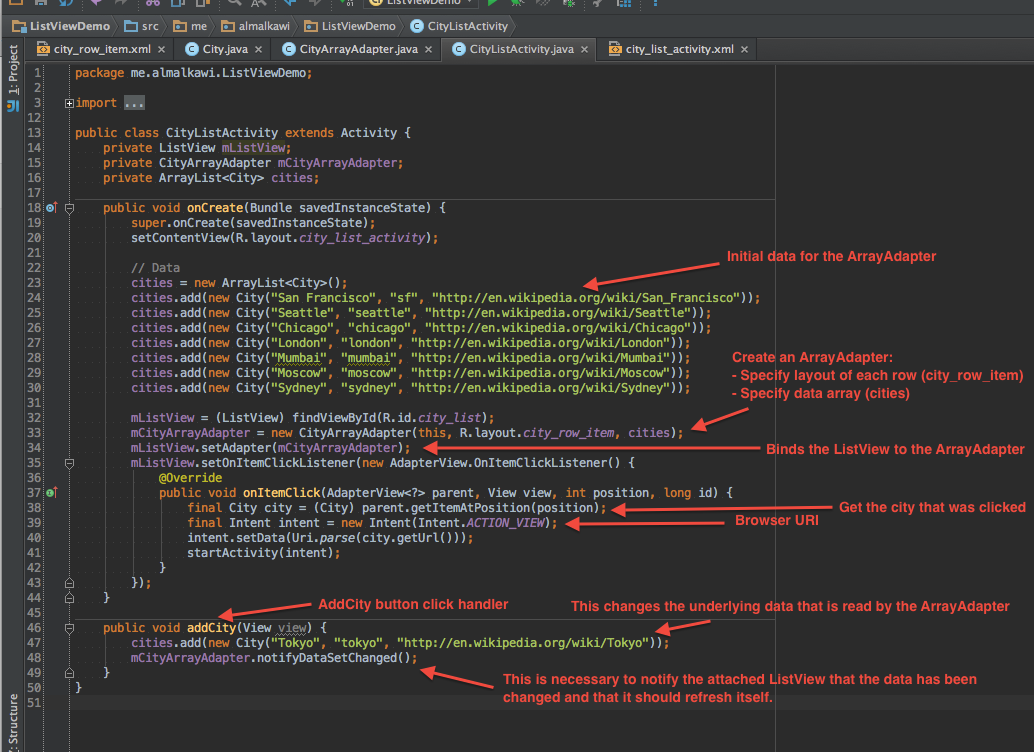 ListViewDemo
ListViewDemo src me almalkawi ListViewDemo CityListActivity
city_row_item.xml City.java CityArrayAdapter.java CityListActivity.java city_list_activity.xml
1: Project
1 package me.almalkawi.ListViewDemo;
2
3 import ...
12
13 public class CityListActivity extends Activity {
14 private ListView mListView;
15 private CityArrayAdapter mCityArrayAdapter;
16 private ArrayList<City> cities;
17
18 public void onCreate(Bundle savedInstanceState) {
19 super.onCreate(savedInstanceState);
20 setContentView(R.layout.city_list_activity);
21
22 // Data
Initial data for the ArrayAdapter
23 cities = new ArrayList<City>();
24 cities.add(new City("San Francisco", "sf", "http://en.wikipedia.org/wiki/San_Francisco"));
25 cities.add(new City("Seattle", "seattle", "http://en.wikipedia.org/wiki/Seattle"));
26 cities.add(new City("Chicago", "chicago", "http://en.wikipedia.org/wiki/Chicago"));
27 cities.add(new City("London", "london", "http://en.wikipedia.org/wiki/London"));
28 cities.add(new City("Mumbai", "mumbai", "http://en.wikipedia.org/wiki/Mumbai"));
29 cities.add(new City("Moscow", "moscow", "http://en.wikipedia.org/wiki/Moscow"));
30 cities.add(new City("Sydney", "sydney", "http://en.wikipedia.org/wiki/Sydney"));
Create an ArrayAdapter:
- Specify layout of each row (city_row_item)
- Specify data array (cities)
31
32 mListView = (ListView) findViewById(R.id.city_list);
33 mCityArrayAdapter = new CityArrayAdapter(this, R.layout.city_row_item, cities);
34 mListView.setAdapter(mCityArrayAdapter);
Binds the ListView to the ArrayAdapter
35 mListView.setOnItemClickListener(new AdapterView.OnItemClickListener() {
36 @Override
37 public void onItemClick(AdapterView<?> parent, View view, int position, long id) {
38 final City city = (City) parent.getItemAtPosition(position);
Get the city that was clicked
39 final Intent intent = new Intent(Intent.ACTION_VIEW);
Browser URI
40 intent.setData(Uri.parse(city.getUrl()));
41 startActivity(intent);
42 }
43 });
44 }
45
AddCity button click handler
This changes the underlying data that is read by the ArrayAdapter
46 public void addCity(View view) {
47 cities.add(new City("Tokyo", "tokyo", "http://en.wikipedia.org/wiki/Tokyo"));
48 mCityArrayAdapter.notifyDataSetChanged();
49 }
50 }
51
This is necessary to notify the attached ListView that the data has been
changed and that it should refresh itself.
Structure